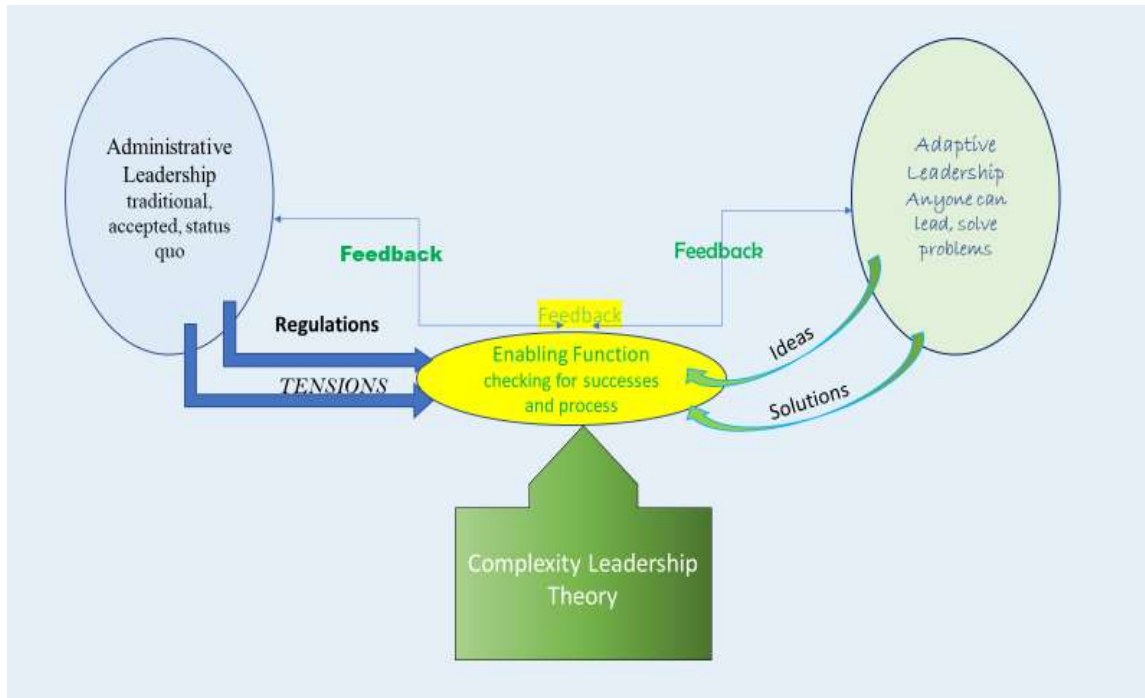 Administrative
Leadership
traditional,
accepted, status
quo
Adaptive
Leadership
Anyone can
lead, solve
problems
Feedback
Feedback
Feedback
Regulations
TENSIONS
Enabling Function
checking for successes
and process
Ideas
Solutions
Complexity Leadership
Theory